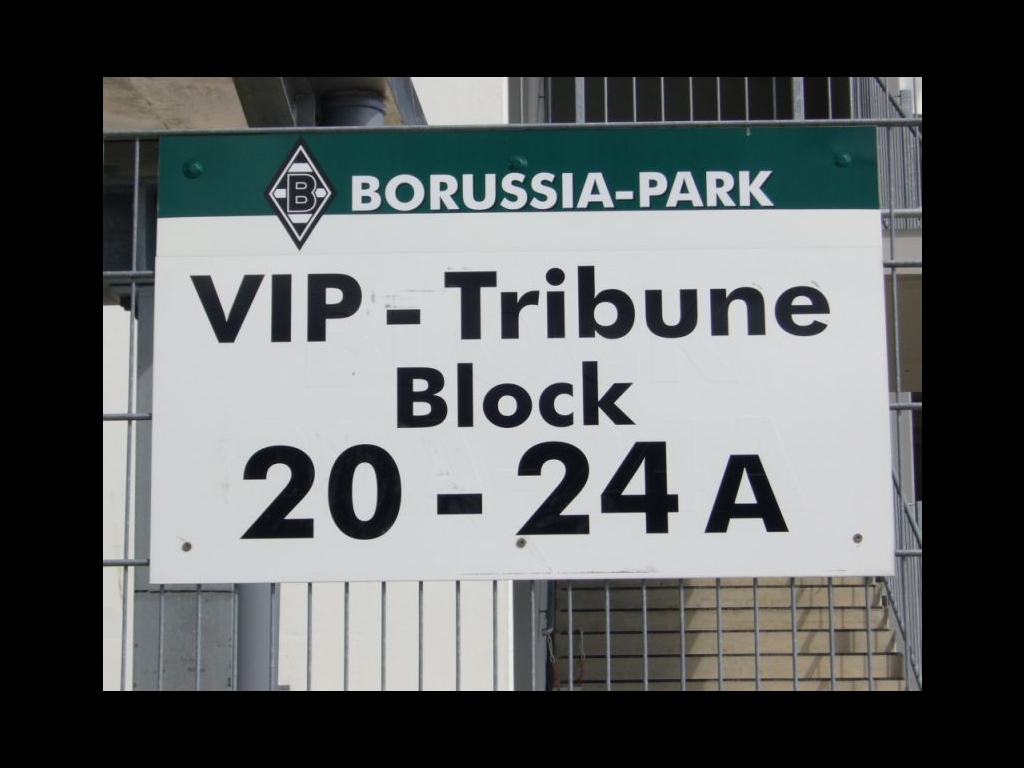 B BORUSSIA-PARK
VIP - Tribune
Block
20 - 24 A